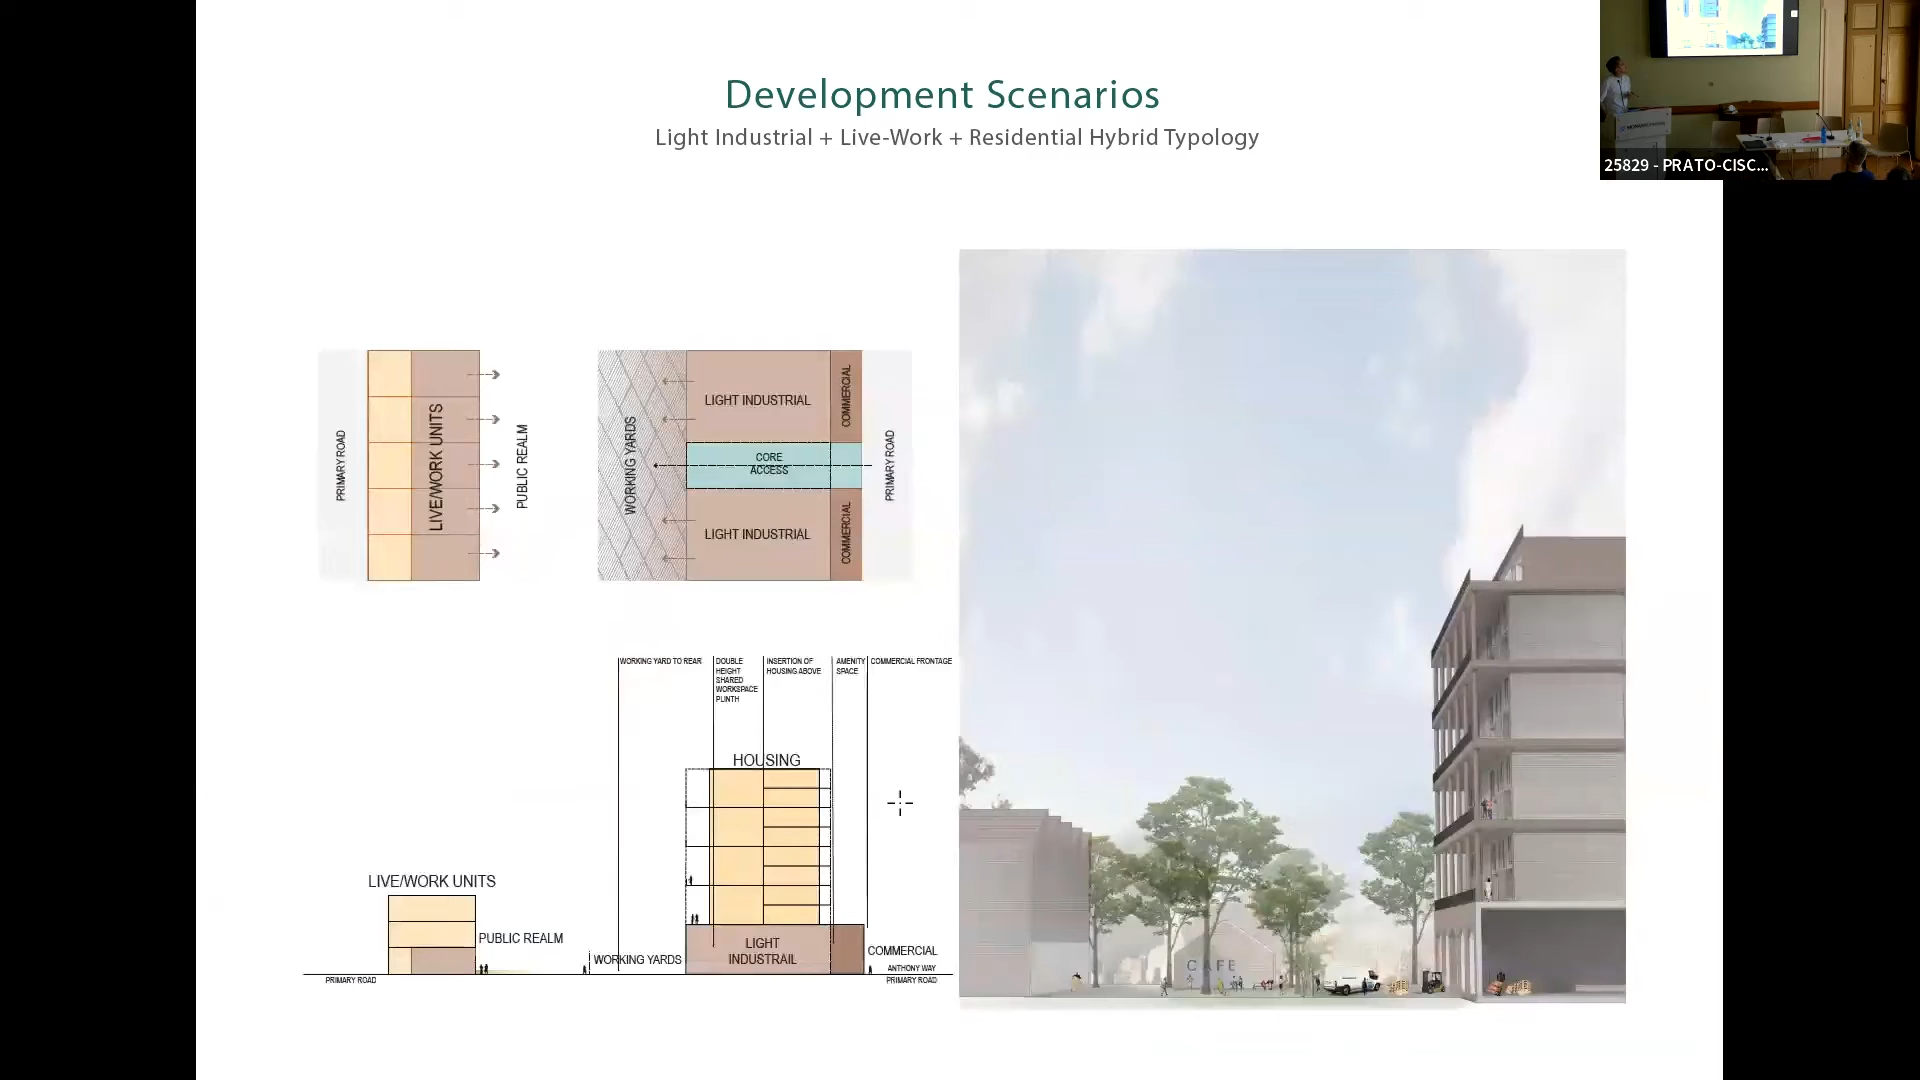 Development Scenarios
Light Industrial + Live-Work + Residential Hybrid Typology
25829 - PRATO-CISC...
PRIMARY ROAD
LIVE/WORK UNITS
PUBLIC REALM
WORKING YARDS
LIGHT INDUSTRIAL
COMMERCIAL
CORE
ACCESS
LIGHT INDUSTRIAL
COMMERCIAL
PRIMARY ROAD
WORKING YARD TO REAR
DOUBLE
HEIGHT
SHARED
WORKSPACE
PLINTH
INSERTION OF
HOUSING ABOVE
AMENITY
SPACE
COMMERCIAL FRONTAGE
HOUSING
LIVE/WORK UNITS
PUBLIC REALM
PRIMARY ROAD
WORKING YARDS
LIGHT
INDUSTRAIL
COMMERCIAL
ANTHONY WAY
PRIMARY ROAD
CAFE